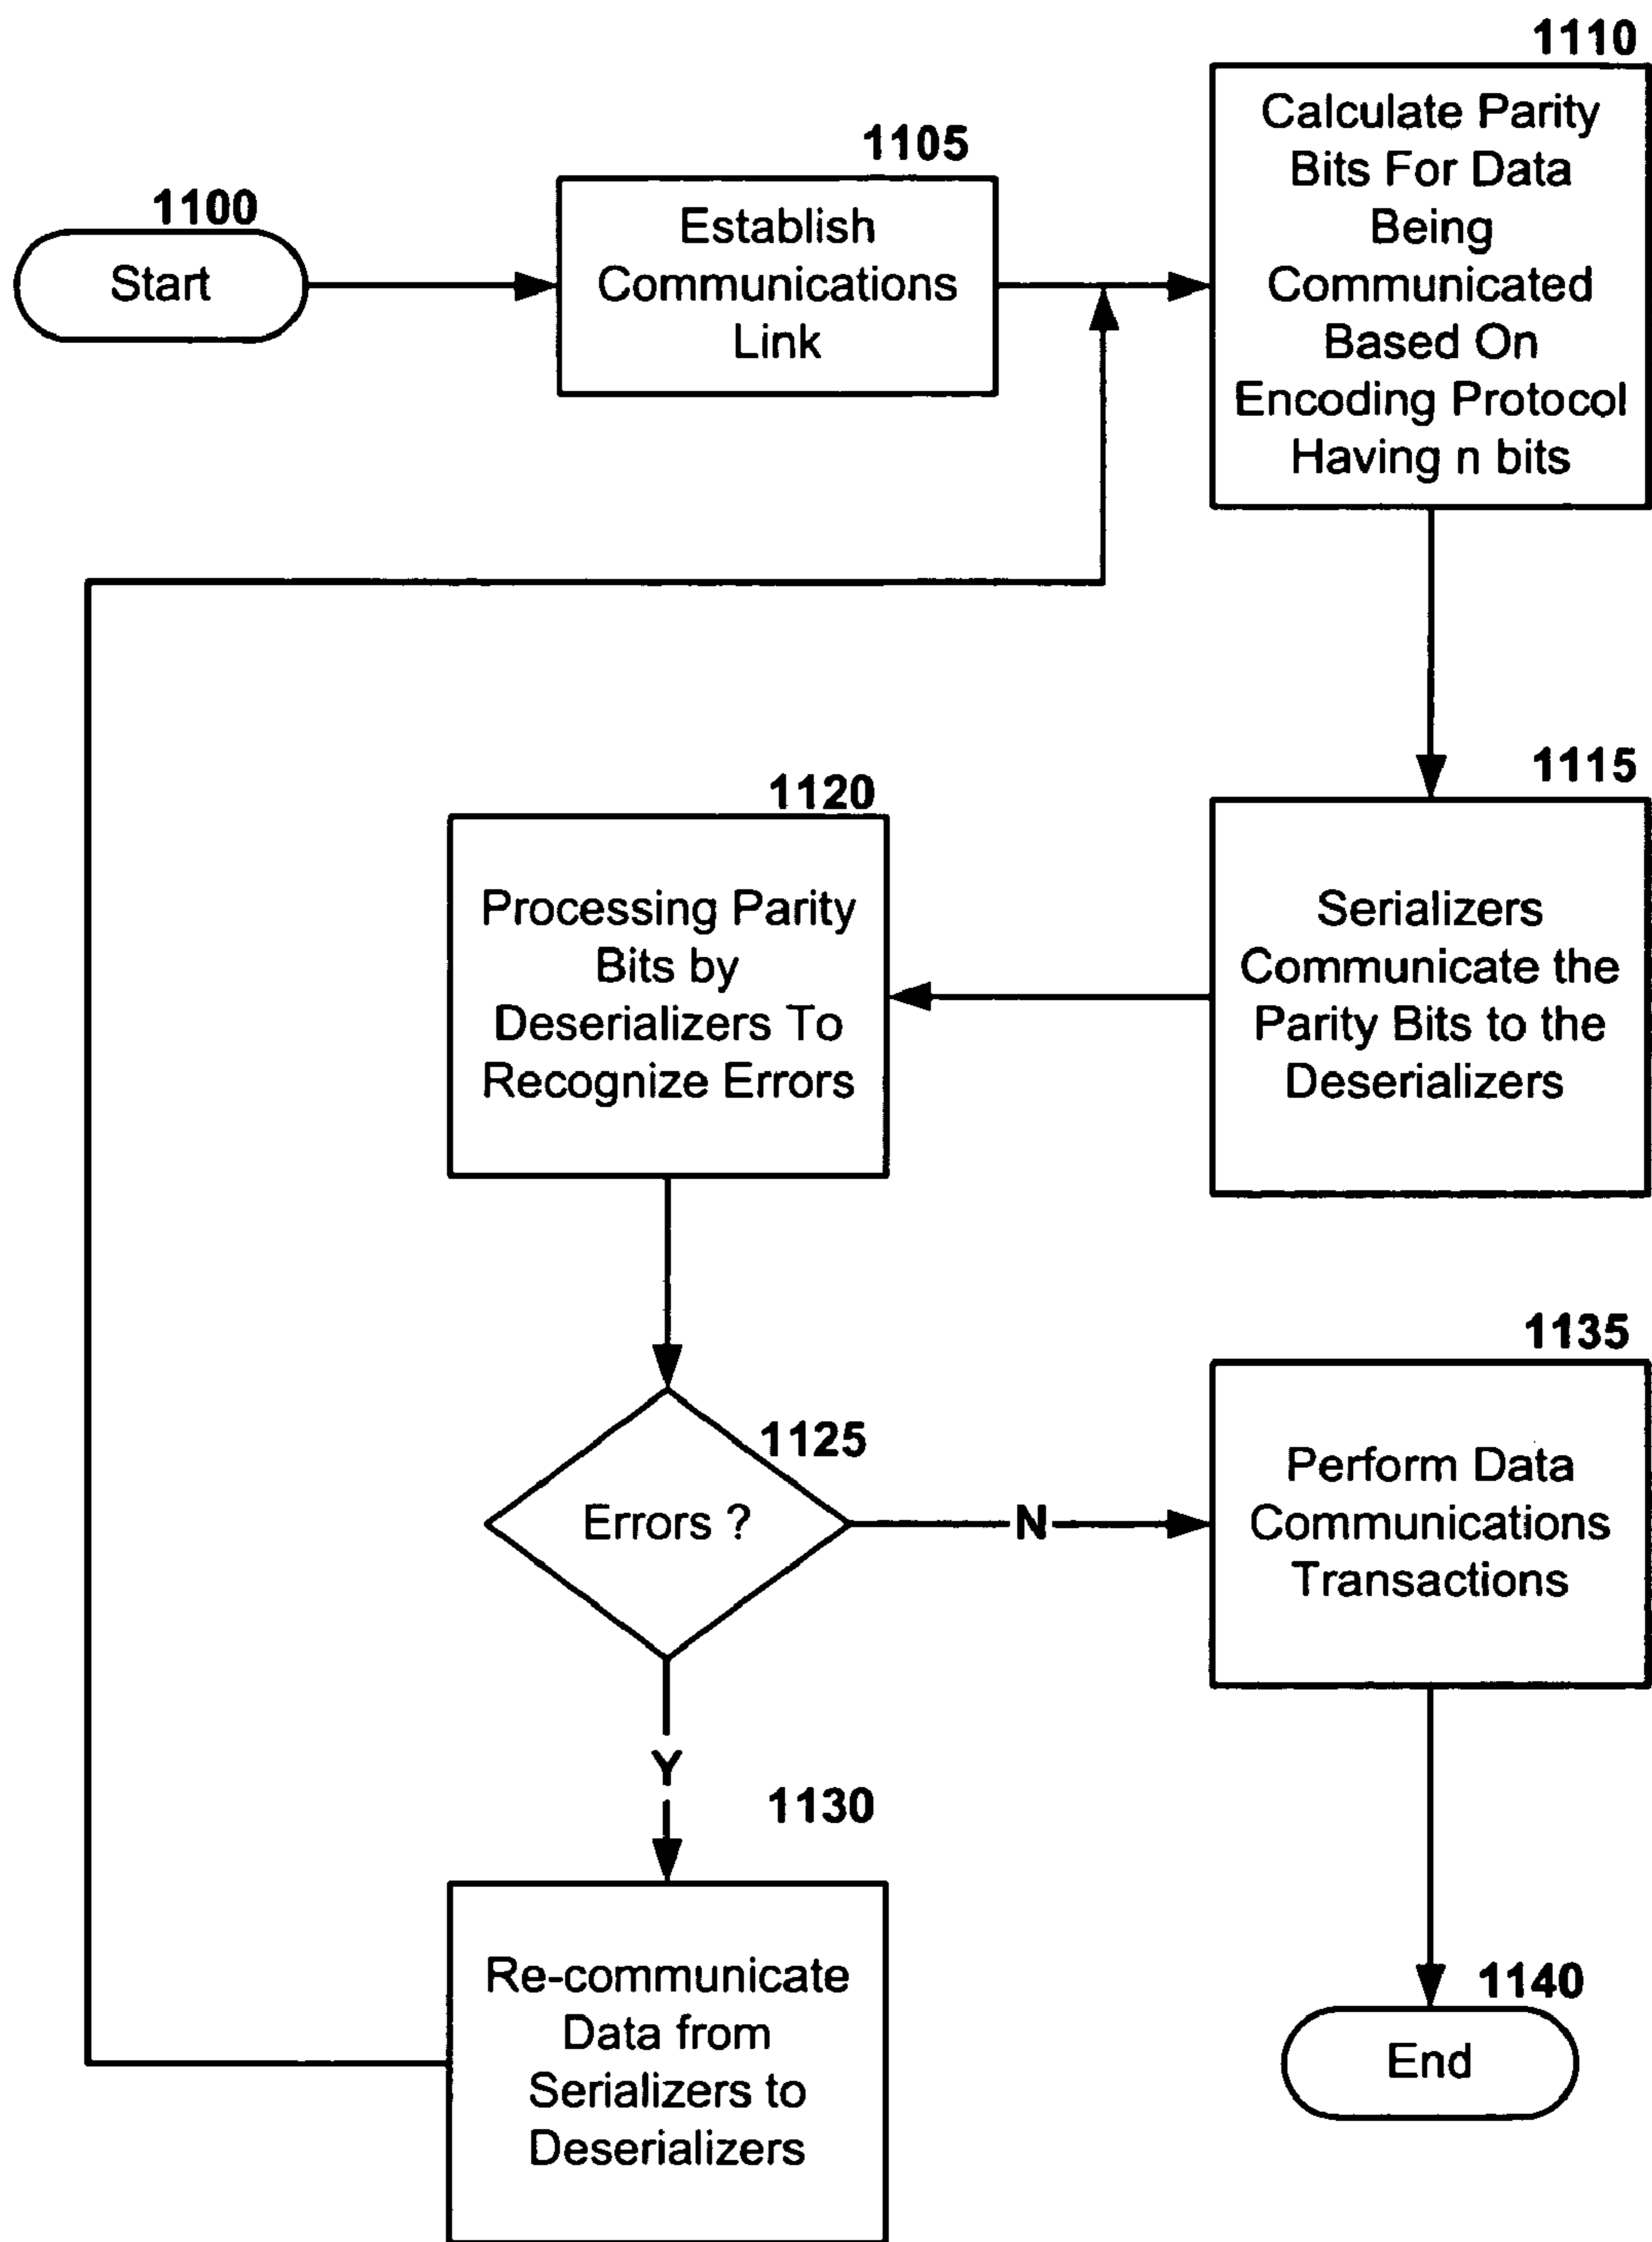 1100
Start
1105
Establish
Communications
Link
1110
Calculate Parity
Bits For Data
Being
Communicated
Based On
Encoding Protocol
Having n bits
1115
Serializers
Communicate the
Parity Bits to the
Deserializers
1120
Processing Parity
Bits by
Deserializers To
Recognize Errors
1125
Errors ?
N
Y
1130
Re-communicate
Data from
Serializers to
Deserializers
1135
Perform Data
Communications
Transactions
1140
End